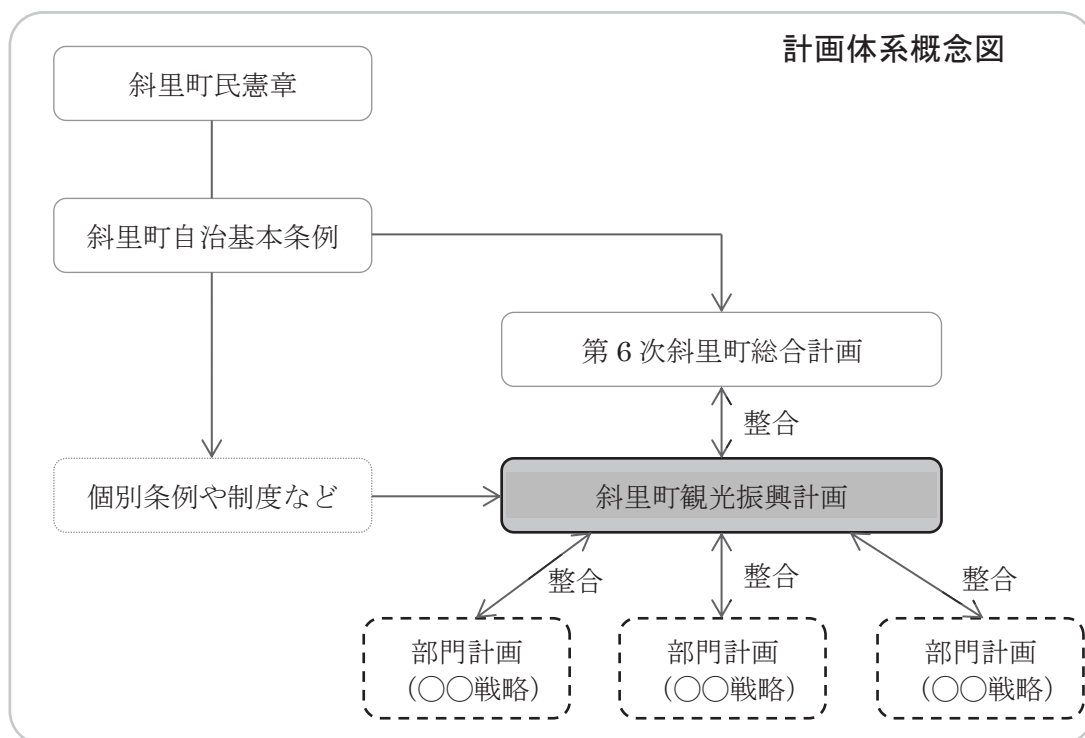 計画体系概念図
斜里町民憲章
斜里町自治基本条例
第6次斜里町総合計画
整合
個別条例や制度など
斜里町観光振興計画
整合
整合
整合
部門計画
(○○戦略)
部門計画
(○○戦略)
部門計画
(○○戦略)